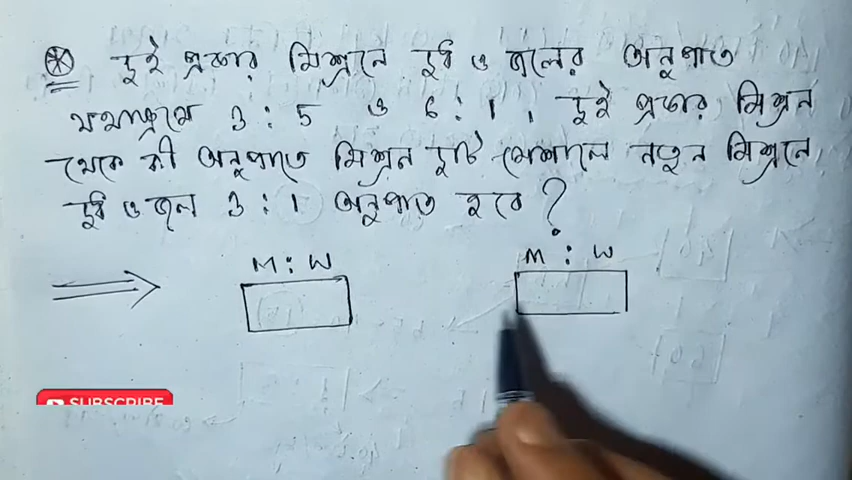 দুই প্রকার মিশ্রনে দুধ ও জলের অনুপাত
যথাক্রমে 3 : 5 ও 6 : 1, দুই প্রকার মিশ্রন
থেকে কী অনুপাতে মিশ্রন দুটি মেশালে নতুন মিশ্রনে
দুধ ও জল 3 : 1 অনুপাত হবে ?
M : W M : W
SUBSCRIBE